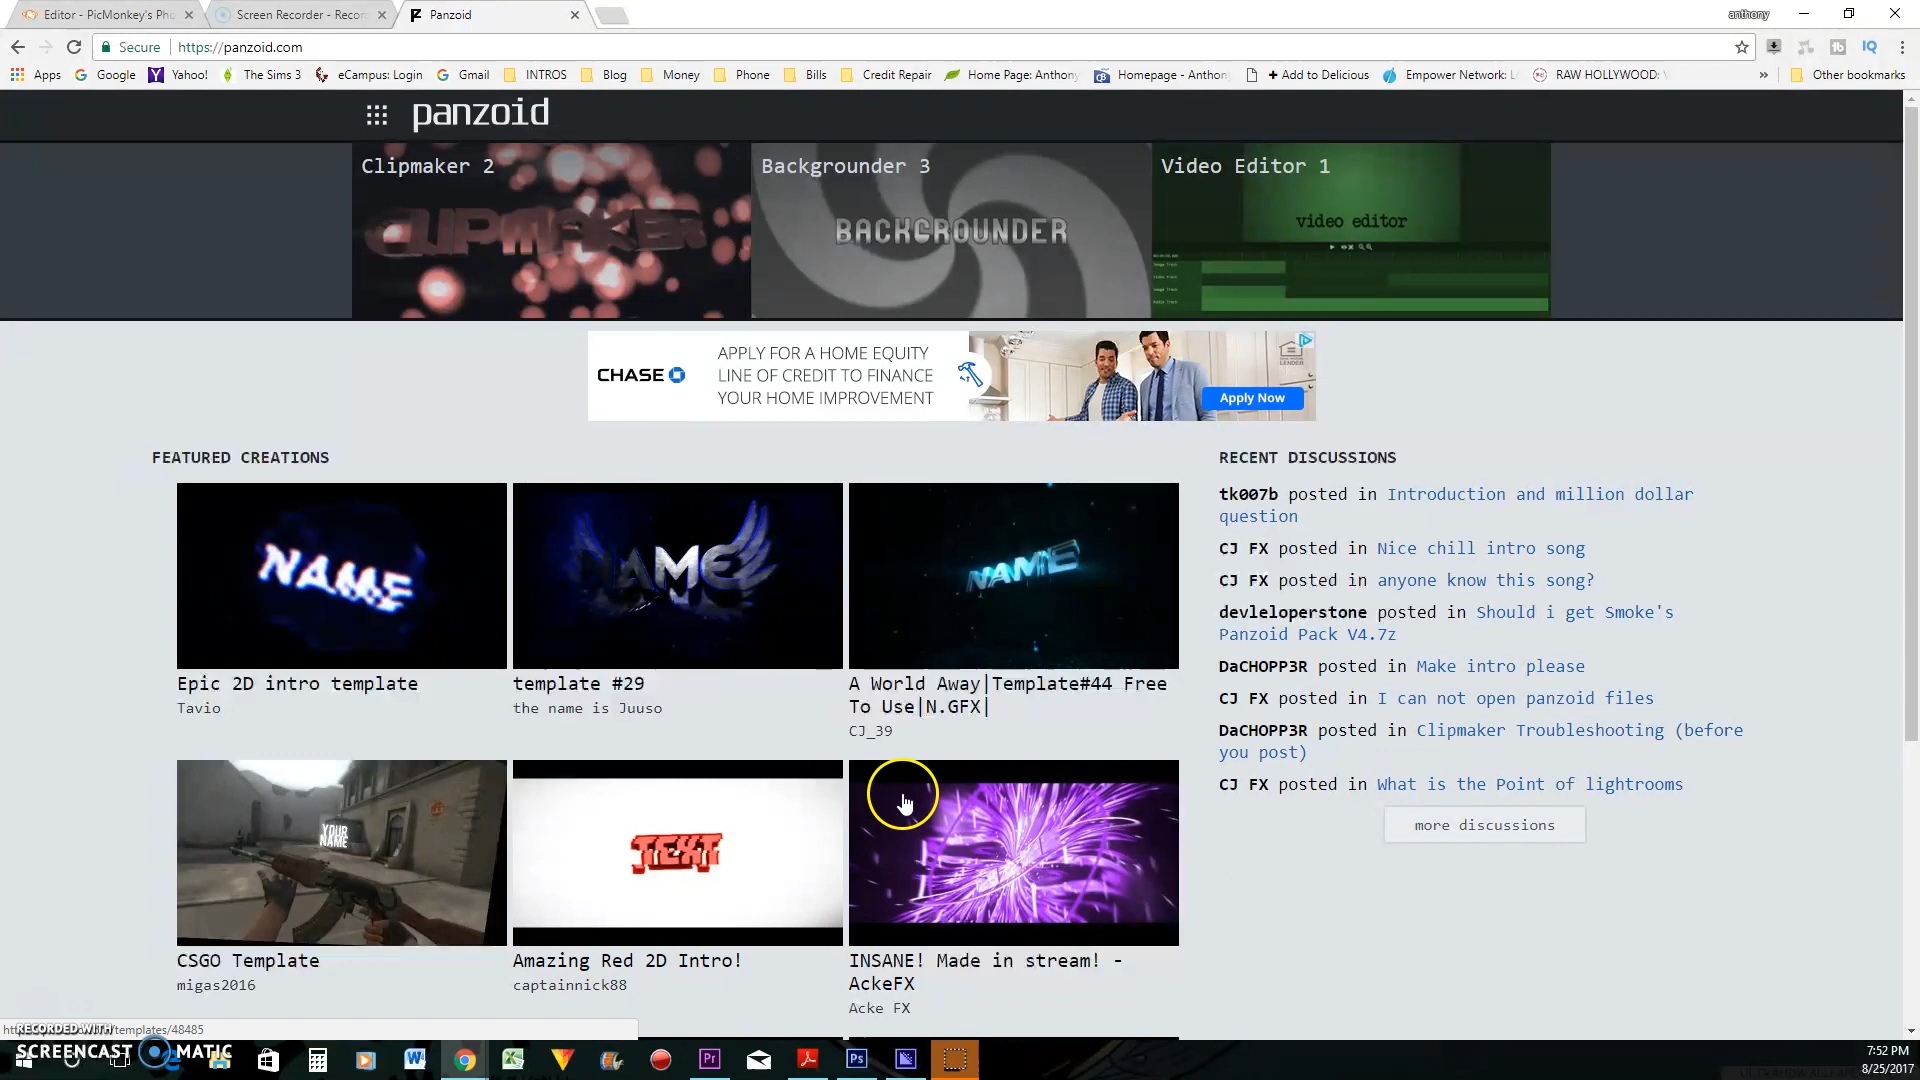 Editor - PicMonkey's Pho
Screen Recorder - Recor
Panzoid
anthony
Secure
https://panzoid.com
Apps
Google
Yahoo!
The Sims 3
eCampus: Login
Gmail
INTROS
Blog
Money
Phone
Bills
Credit Repair
Home Page: Anthony
Homepage - Anthon
+ Add to Delicious
Empower Network: L
RAW HOLLYWOOD:
»
Other bookmarks
panzoid
Clipmaker 2
CLIPMAKER
Backgrounder 3
BACKGROUNDER
Video Editor 1
video editor
CHASE
APPLY FOR A HOME EQUITY
LINE OF CREDIT TO FINANCE
YOUR HOME IMPROVEMENT
Apply Now
FEATURED CREATIONS
NAME
Epic 2D intro template
Tavio
NAME
template #29
the name is Juuso
NAME
A World Away|Template#44 Free
To Use|N.GFX|
CJ_39
YOUR
NAME
CSGO Template
migas2016
TEXT
Amazing Red 2D Intro!
captainnick88
INSANE! Made in stream! -
AckeFX
Acke FX
RECENT DISCUSSIONS
tk007b posted in Introduction and million dollar
question
CJ FX posted in Nice chill intro song
CJ FX posted in anyone know this song?
devleloperstone posted in Should i get Smoke's
Panzoid Pack V4.7z
DaCHOPP3R posted in Make intro please
CJ FX posted in I can not open panzoid files
DaCHOPP3R posted in Clipmaker Troubleshooting (before
you post)
CJ FX posted in What is the Point of lightrooms
more discussions
/templates/48485
RECORDED WITH
SCREENCAST MATIC
7:52 PM
8/25/2017